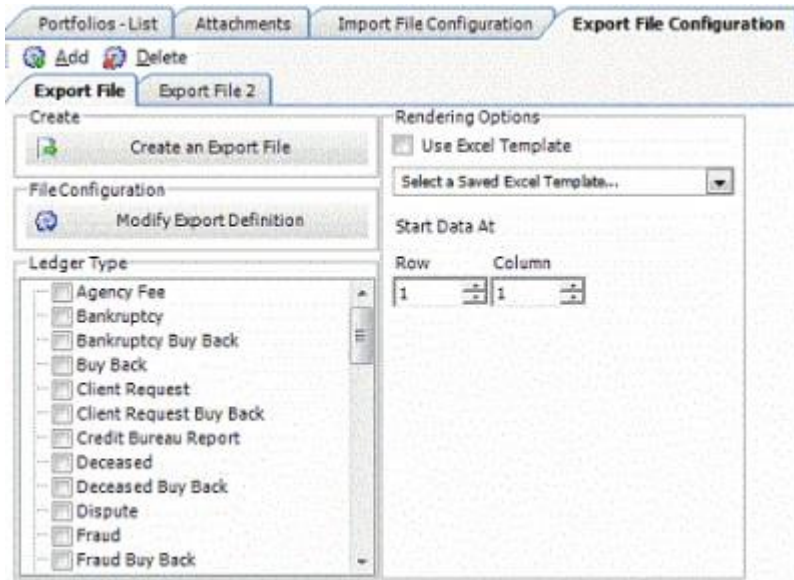 Portfolios - List Attachments Import File Configuration Export File Configuration
Add Delete
Export File Export File 2
Create
Create an Export File
File Configuration
Modify Export Definition
Ledger Type
Agency Fee
Bankruptcy
Bankruptcy Buy Back
Buy Back
Client Request
Client Request Buy Back
Credit Bureau Report
Deceased
Deceased Buy Back
Dispute
Fraud
Fraud Buy Back
Rendering Options
Use Excel Template
Select a Saved Excel Template...
Start Data At
Row Column
1 1